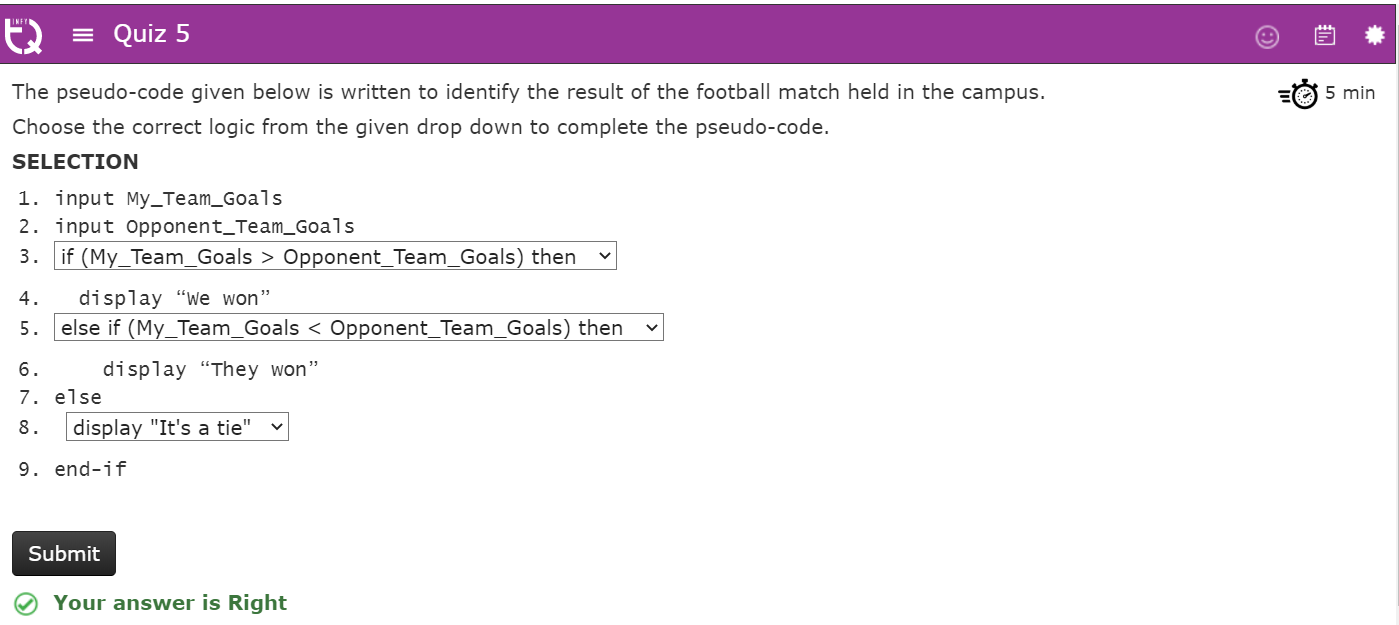 INFY
TQ
Quiz 5
The pseudo-code given below is written to identify the result of the football match held in the campus.
5 min
Choose the correct logic from the given drop down to complete the pseudo-code.
SELECTION
1. input My_Team_Goals
2. input Opponent_Team_Goals
3. if (My_Team_Goals > Opponent_Team_Goals) then
4. display “We won”
5. else if (My_Team_Goals < Opponent_Team_Goals) then
6. display “They won”
7. else
8. display "It's a tie"
9. end-if
Submit
Your answer is Right